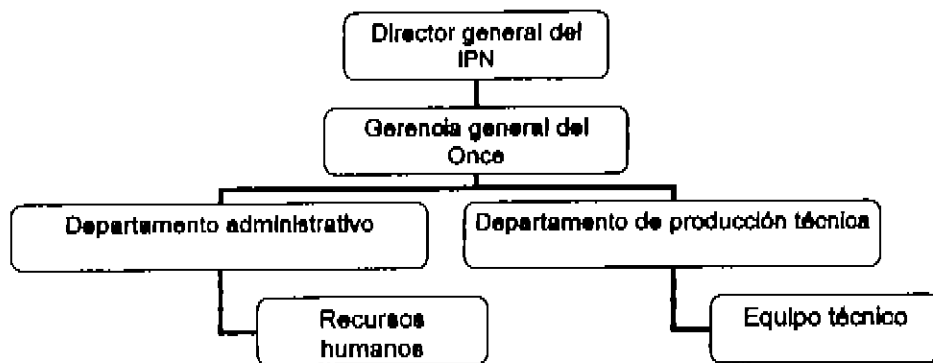 Director general del
IPN
Gerencia general del
Once
Departamento administrativo
Departamento de producción técnica
Recursos
humanos
Equipo técnico